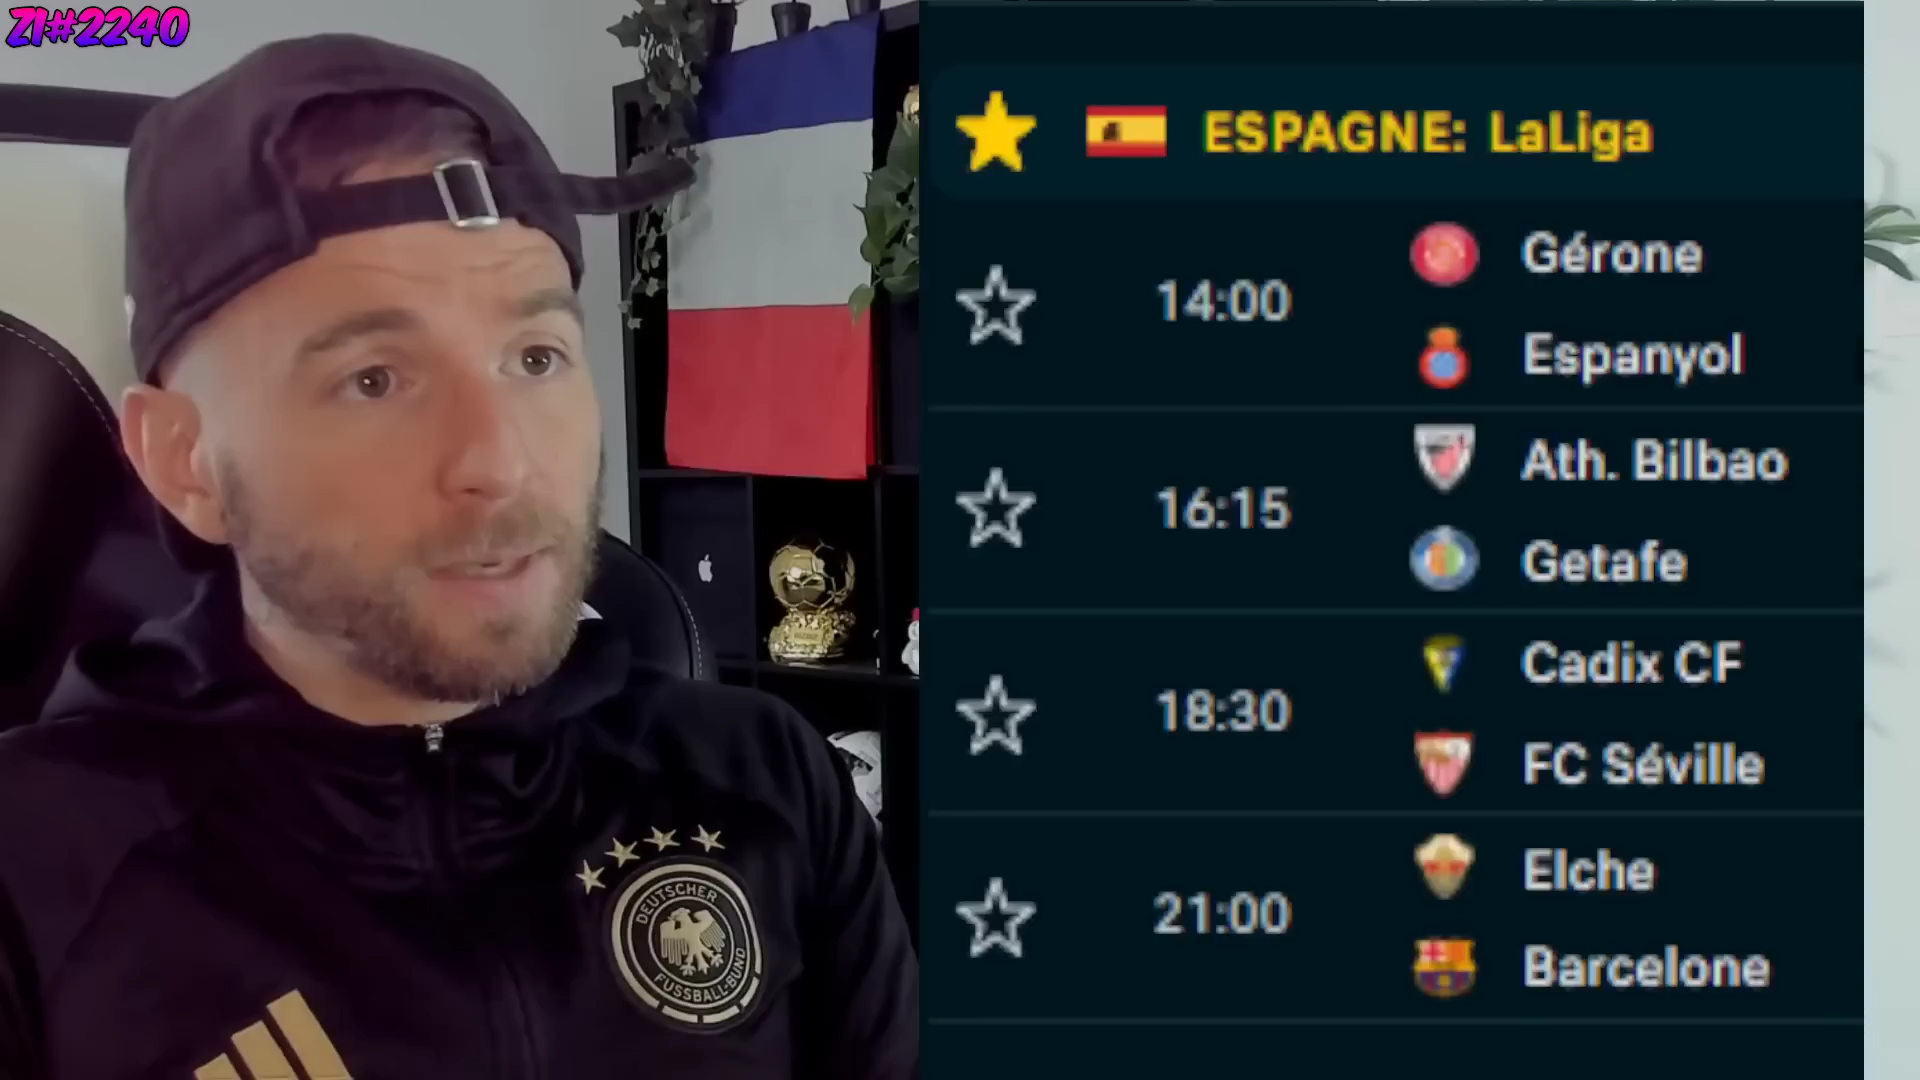 Z1#2240
ESPAGNE: LaLiga
14:00
Gérone
Espanyol
16:15
Ath. Bilbao
Getafe
18:30
Cadix CF
FC Séville
21:00
Elche
Barcelone
DEUTSCHER
FUSSBALL-BUND